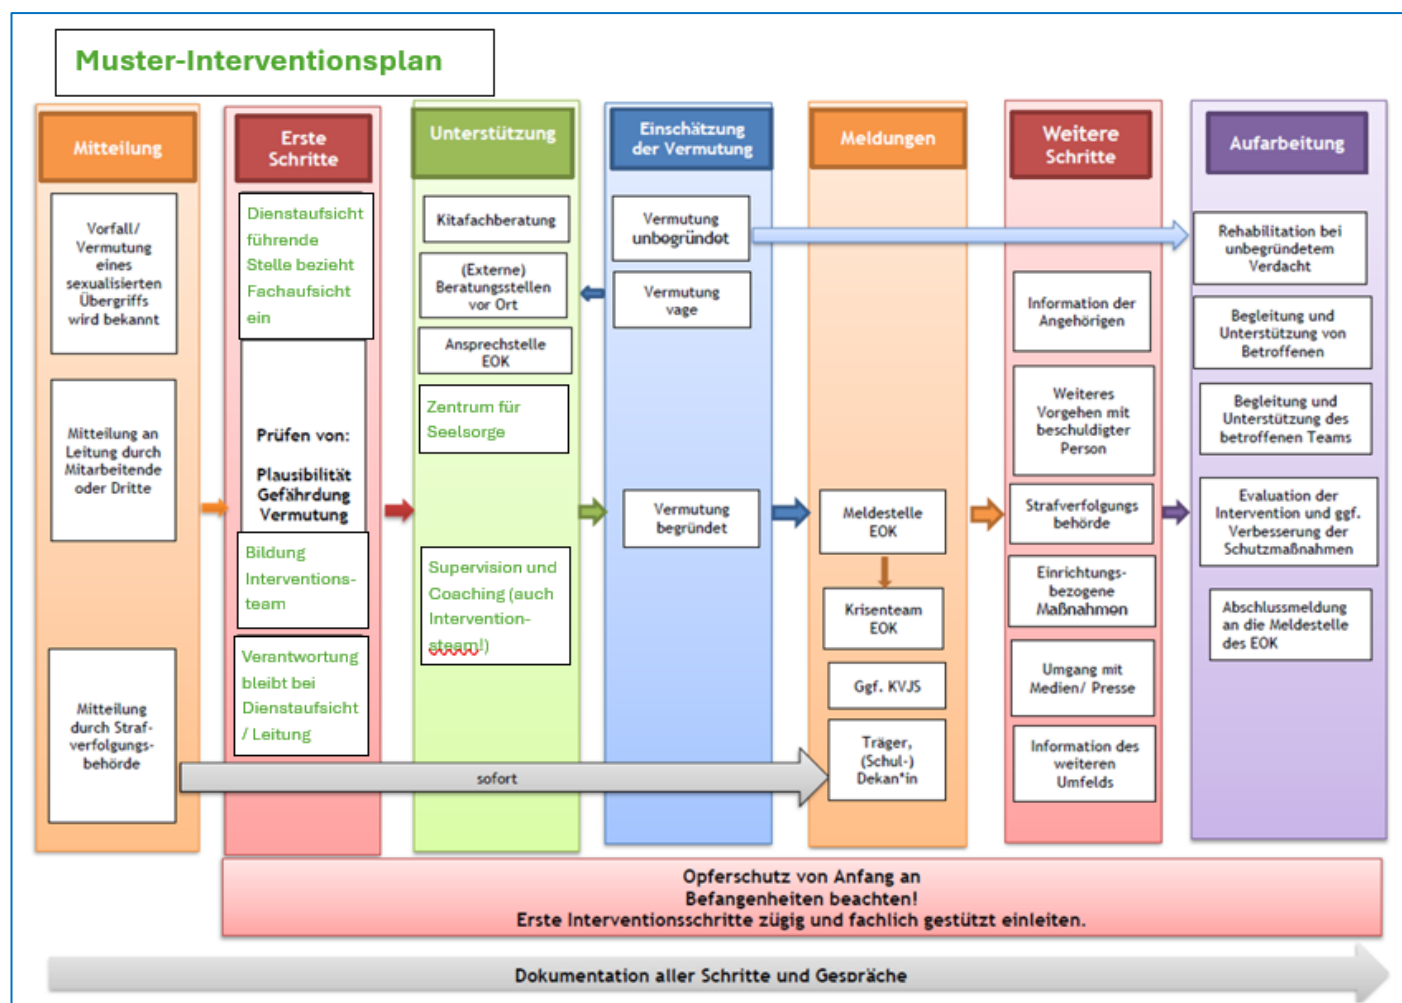 Muster-Interventionsplan
Mitteilung
Vorfall/
Vermutung
eines
sexualisierten
Übergriffs
wird bekannt
Mitteilung an
Leitung durch
Mitarbeitende
oder Dritte
Mitteilung
durch Straf-
verfolgungs-
behörde
Erste
Schritte
Dienstaufsicht
führende
Stelle bezieht
Fachaufsicht
ein
Prüfen von:
Plausibilität
Gefährdung
Vermutung
Bildung
Interventions-
team
Verantwortung
bleibt bei
Dienstaufsicht
/ Leitung
Unterstützung
Kitafachberatung
(Externe)
Beratungsstellen
vor Ort
Ansprechstelle
EOK
Zentrum für
Seelsorge
Supervision und
Coaching (auch
Intervention-
steam!)
Einschätzung
der Vermutung
Vermutung
unbegründet
Vermutung
vage
Vermutung
begründet
Meldungen
Meldestelle
EOK
Krisenteam
EOK
Ggf. KVJS
Träger,
(Schul-)
Dekan*in
sofort
Weitere
Schritte
Information der
Angehörigen
Weiteres
Vorgehen mit
beschuldigter
Person
Strafverfolgungs
behörde
Einrichtungs-
bezogene
Maßnahmen
Umgang mit
Medien/ Presse
Information des
weiteren
Umfelds
Aufarbeitung
Rehabilitation bei
unbegründetem
Verdacht
Begleitung und
Unterstützung von
Betroffenen
Begleitung und
Unterstützung des
betroffenen Teams
Evaluation der
Intervention und ggf.
Verbesserung der
Schutzmaßnahmen
Abschlussmeldung
an die Meldestelle
des EOK
Opferschutz von Anfang an
Befangenheiten beachten!
Erste Interventionsschritte zügig und fachlich gestützt einleiten.
Dokumentation aller Schritte und Gespräche